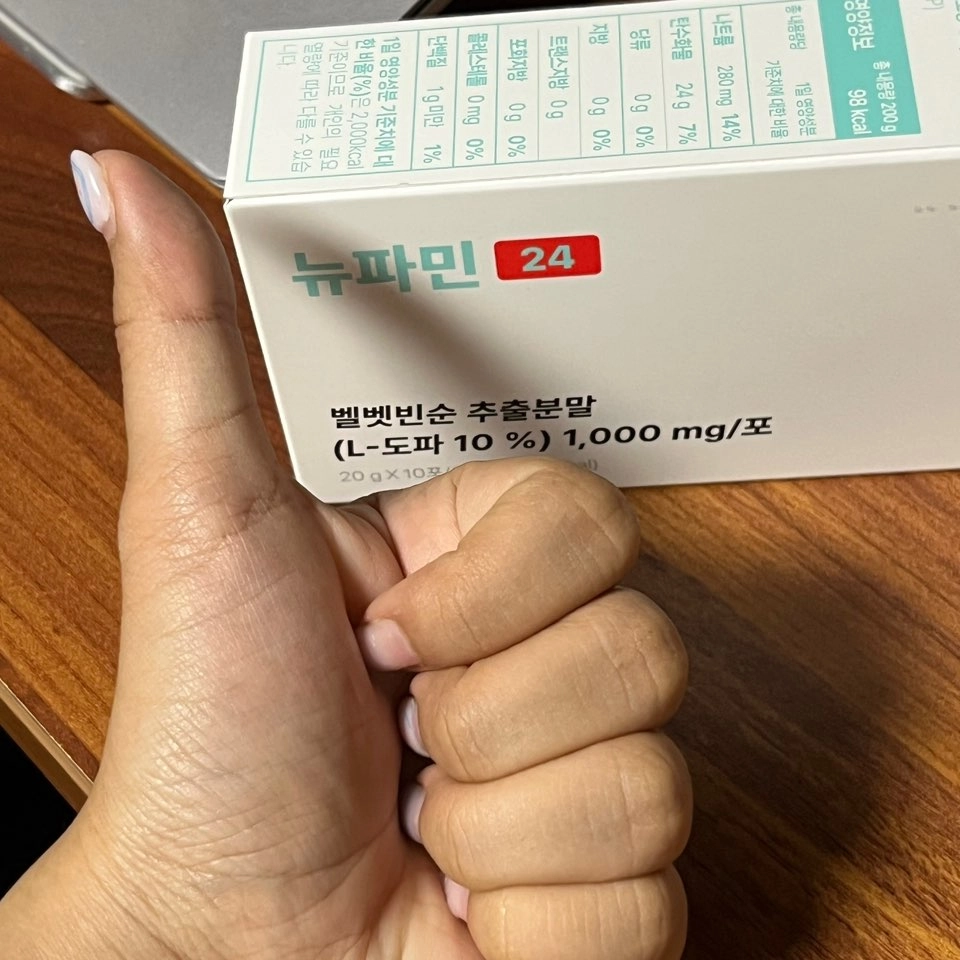 영양정보
총 내용량 200 g
98 kcal
총 내용량당
1일 영양성분
기준치에 대한 비율
나트륨 280 mg 14%
탄수화물 24 g 7%
당류 0 g 0%
지방 0 g 0%
트랜스지방 0 g
포화지방 0 g 0%
콜레스테롤 0 mg 0%
단백질 1 g 미만 1%
1일 영양성분 기준치에 대
한 비율(%)은 2,000 kcal
기준이므로 개인의 필요
열량에 따라 다를 수 있습
니다
뉴파민 24
벨벳빈순 추출분말
(L-도파 10 %) 1,000 mg/포
20 g X 10포